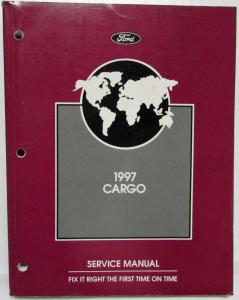 Ford
1997
CARGO
SERVICE MANUAL
FIX IT RIGHT THE FIRST TIME ON TIME